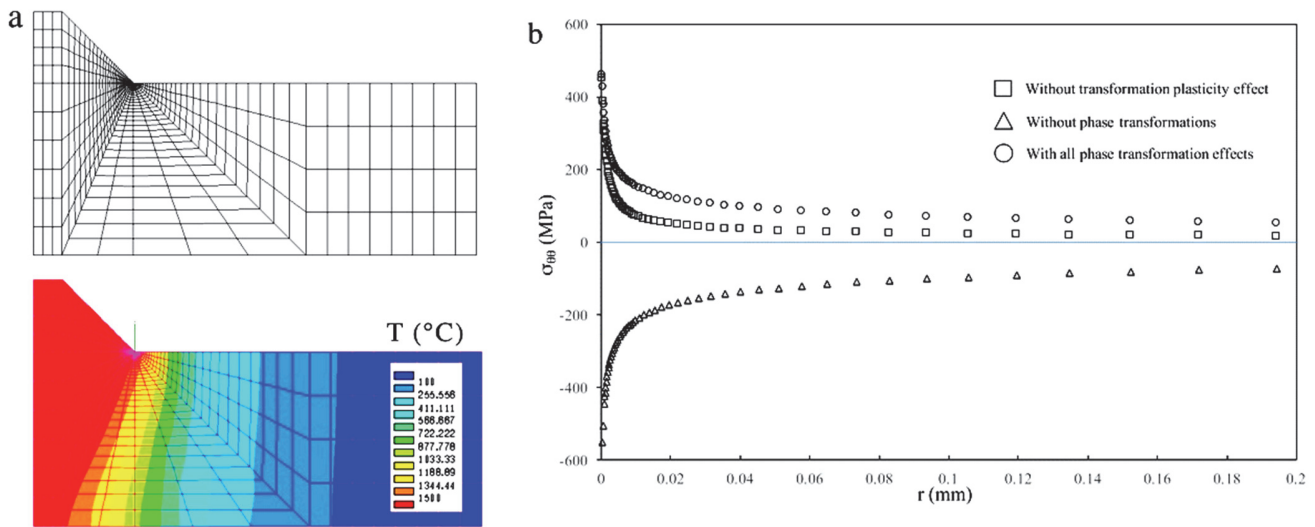 a
T (°C)
100
255.556
411.111
566.667
722.222
877.778
1033.33
1188.89
1344.44
1500
b
600
400
200
0
-200
-400
-600
σθθ (MPa)
Without transformation plasticity effect
Without phase transformations
With all phase transformation effects
0 0.02 0.04 0.06 0.08 0.1 0.12 0.14 0.16 0.18 0.2
r (mm)